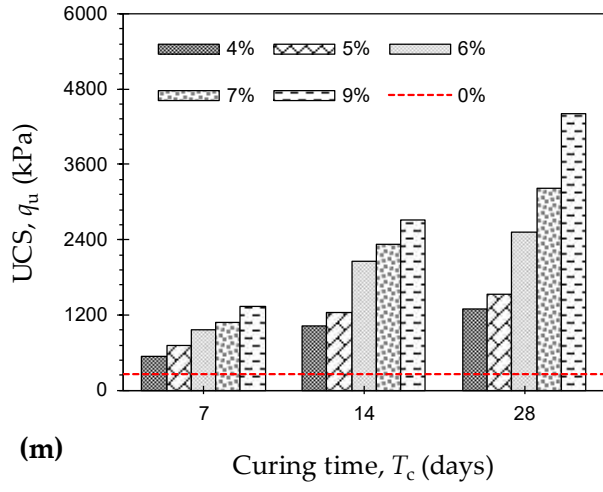 6000
4800
3600
2400
1200
0
UCS, qu (kPa)
4% 5% 6%
7% 9% 0%
7 14 28
(m)
Curing time, Tc (days)